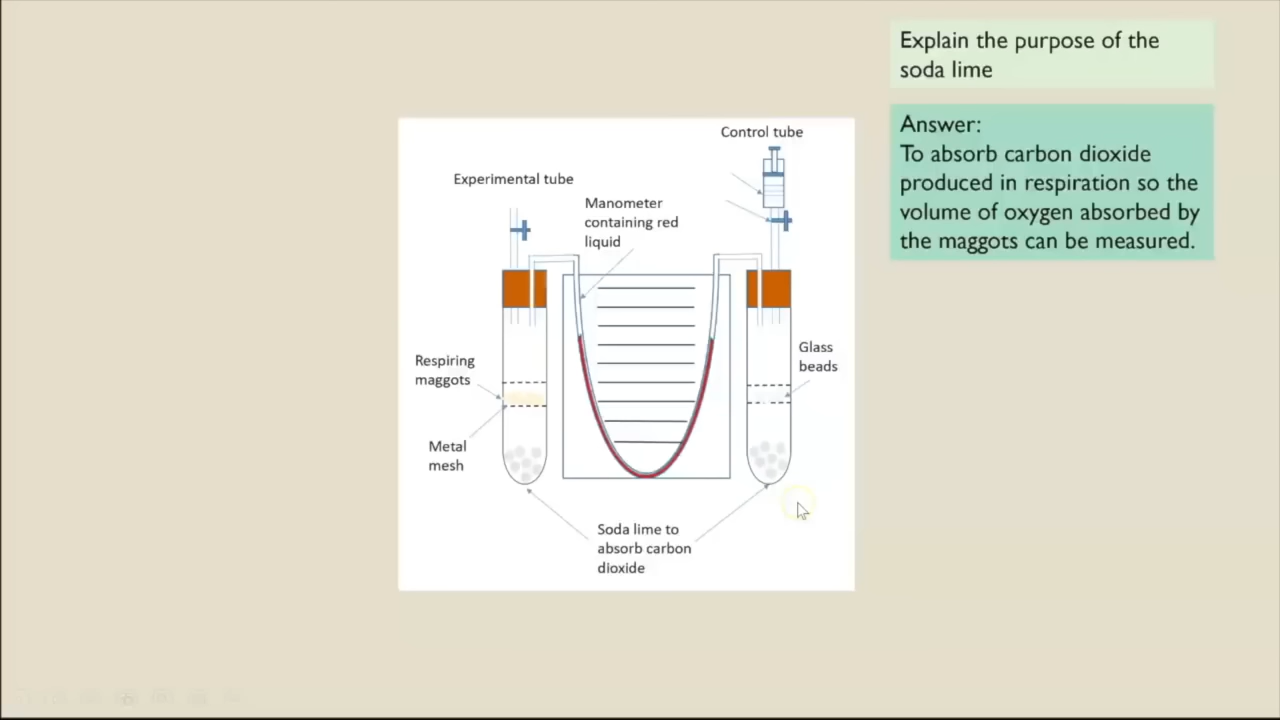 Explain the purpose of the
soda lime
Answer:
To absorb carbon dioxide
produced in respiration so the
volume of oxygen absorbed by
the maggots can be measured.
Control tube
Experimental tube
Manometer
containing red
liquid
Respiring
maggots
Glass
beads
Metal
mesh
Soda lime to
absorb carbon
dioxide